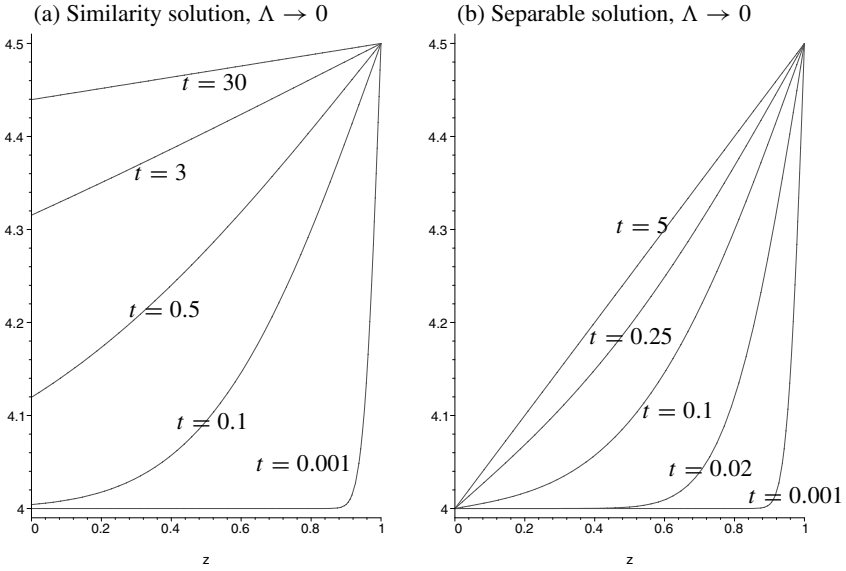 (a) Similarity solution, Λ → 0
4.5
4.4
4.3
4.2
4.1
4
0
0.2
0.4
0.6
0.8
1
z
t = 30
t = 3
t = 0.5
t = 0.1
t = 0.001
(b) Separable solution, Λ → 0
4.5
4.4
4.3
4.2
4.1
4
0
0.2
0.4
0.6
0.8
1
z
t = 5
t = 0.25
t = 0.1
t = 0.02
t = 0.001